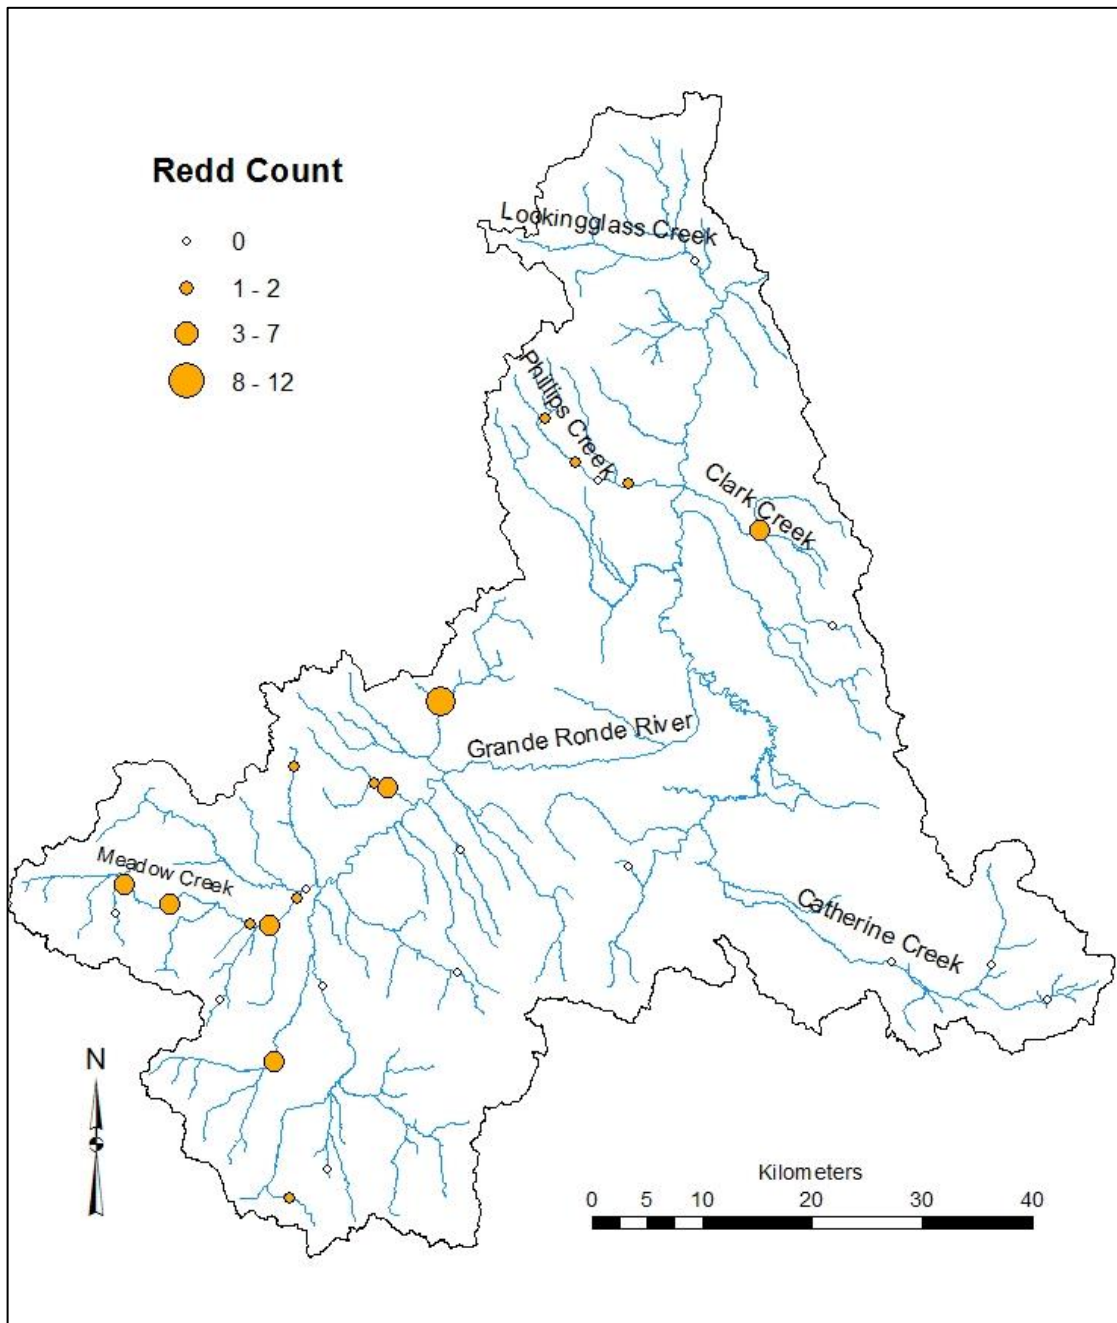 Redd Count
0
1 - 2
3 - 7
8 - 12
Lookingglass Creek
Phillips Creek
Clark Creek
Grande Ronde River
Meadow Creek
Catherine Creek
N
Kilometers
0 5 10 20 30 40